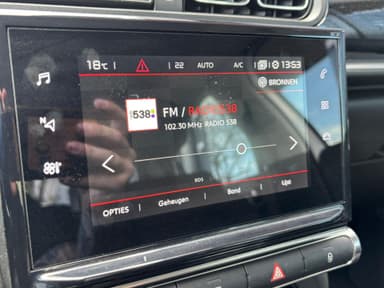 18°C 22 AUTO A/C 13:53
BRONNEN
538
FM / RADIO 538
102.30 MHz RADIO 538
N
RDS
OPTIES Geheugen Band Lijst